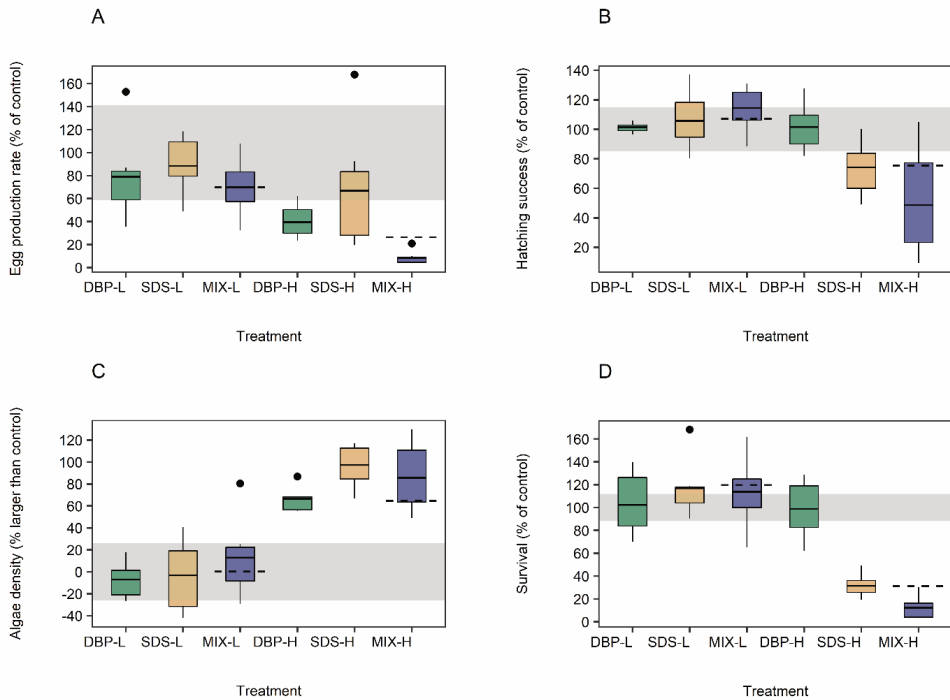 A
Egg production rate (% of control)
160
140
120
100
80
60
40
20
0
DBP-L SDS-L MIX-L DBP-H SDS-H MIX-H
Treatment
B
Hatching success (% of control)
140
120
100
80
60
40
20
DBP-L SDS-L MIX-L DBP-H SDS-H MIX-H
Treatment
C
Algae density (% larger than control)
120
100
80
60
40
20
0
-20
-40
DBP-L SDS-L MIX-L DBP-H SDS-H MIX-H
Treatment
D
Survival (% of control)
160
140
120
100
80
60
40
20
0
DBP-L SDS-L MIX-L DBP-H SDS-H MIX-H
Treatment